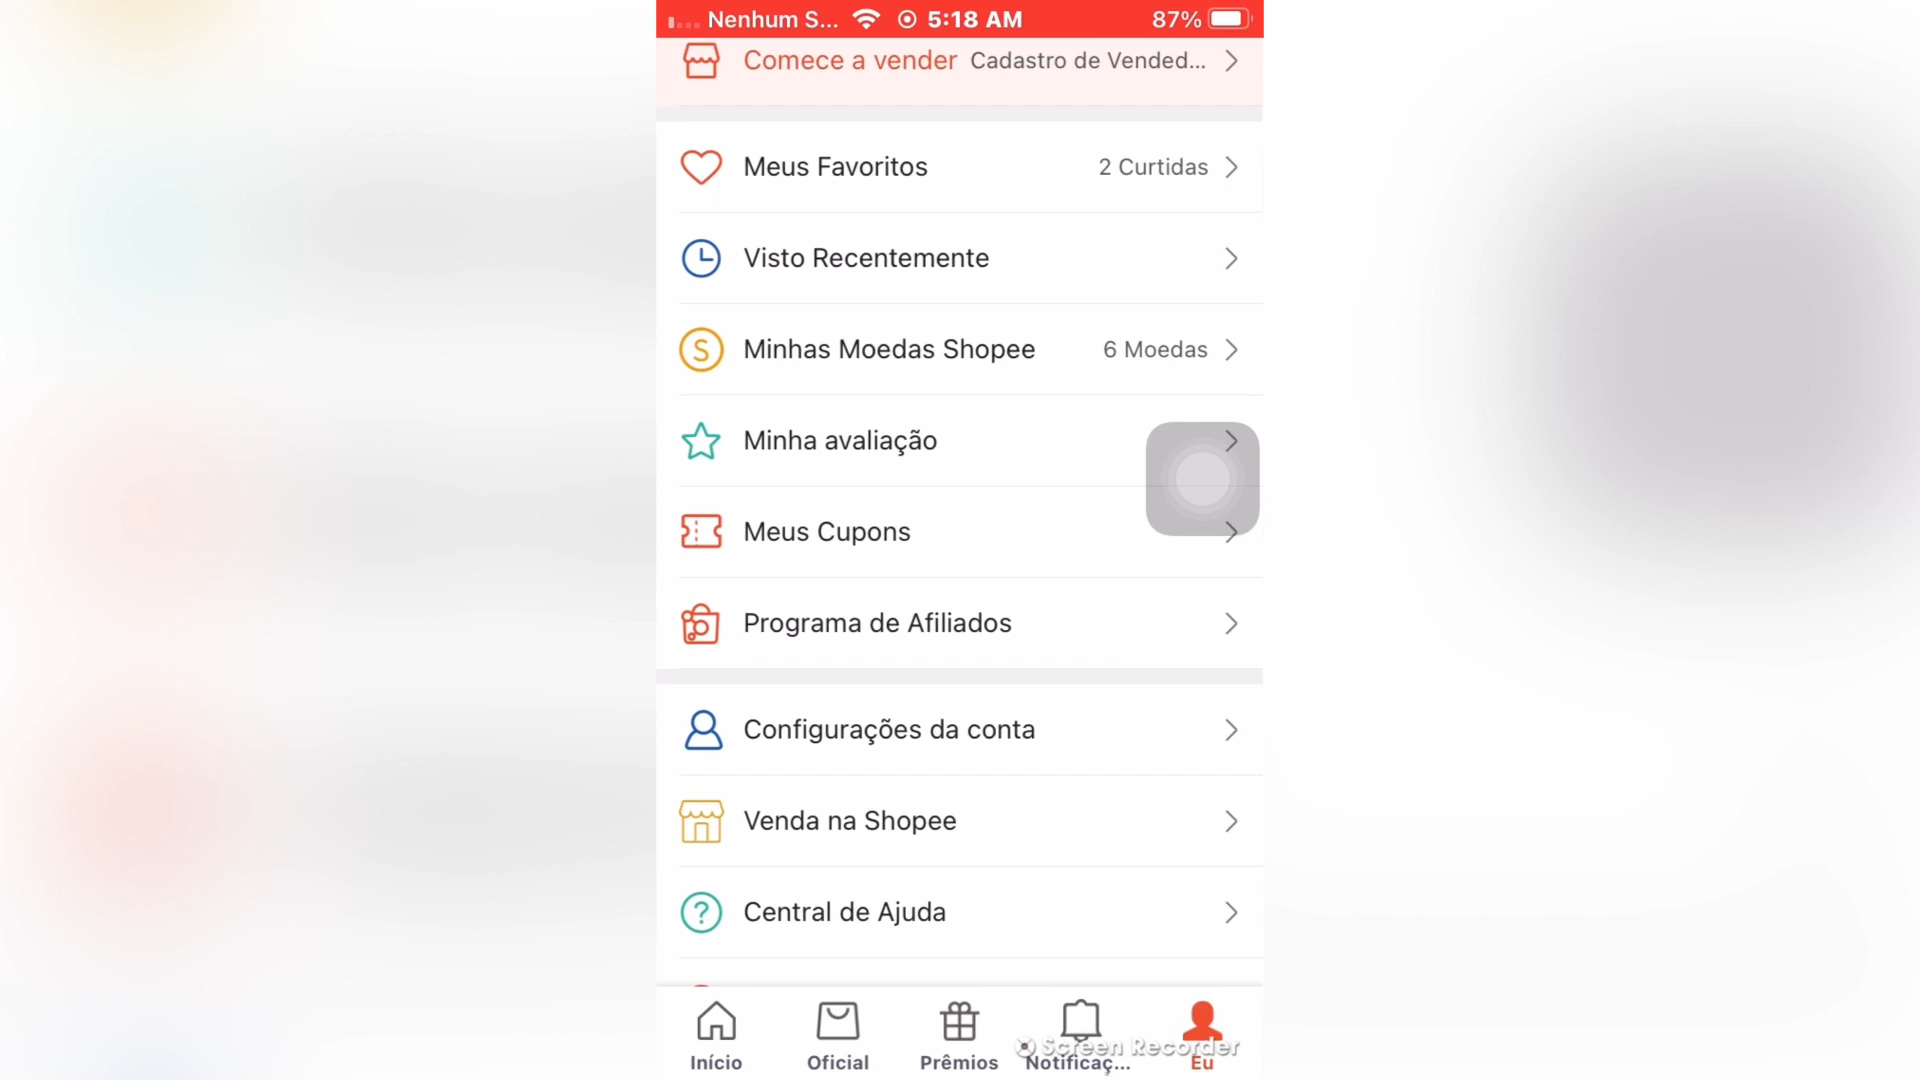 Nenhum S... 5:18 AM 87%
Comece a vender Cadastro de Vended...
Meus Favoritos 2 Curtidas
Visto Recentemente
Minhas Moedas Shopee 6 Moedas
Minha avaliação
Meus Cupons
Programa de Afiliados
Configurações da conta
Venda na Shopee
Central de Ajuda
Screen Recorder
Início Oficial Prêmios Notificaç... Eu